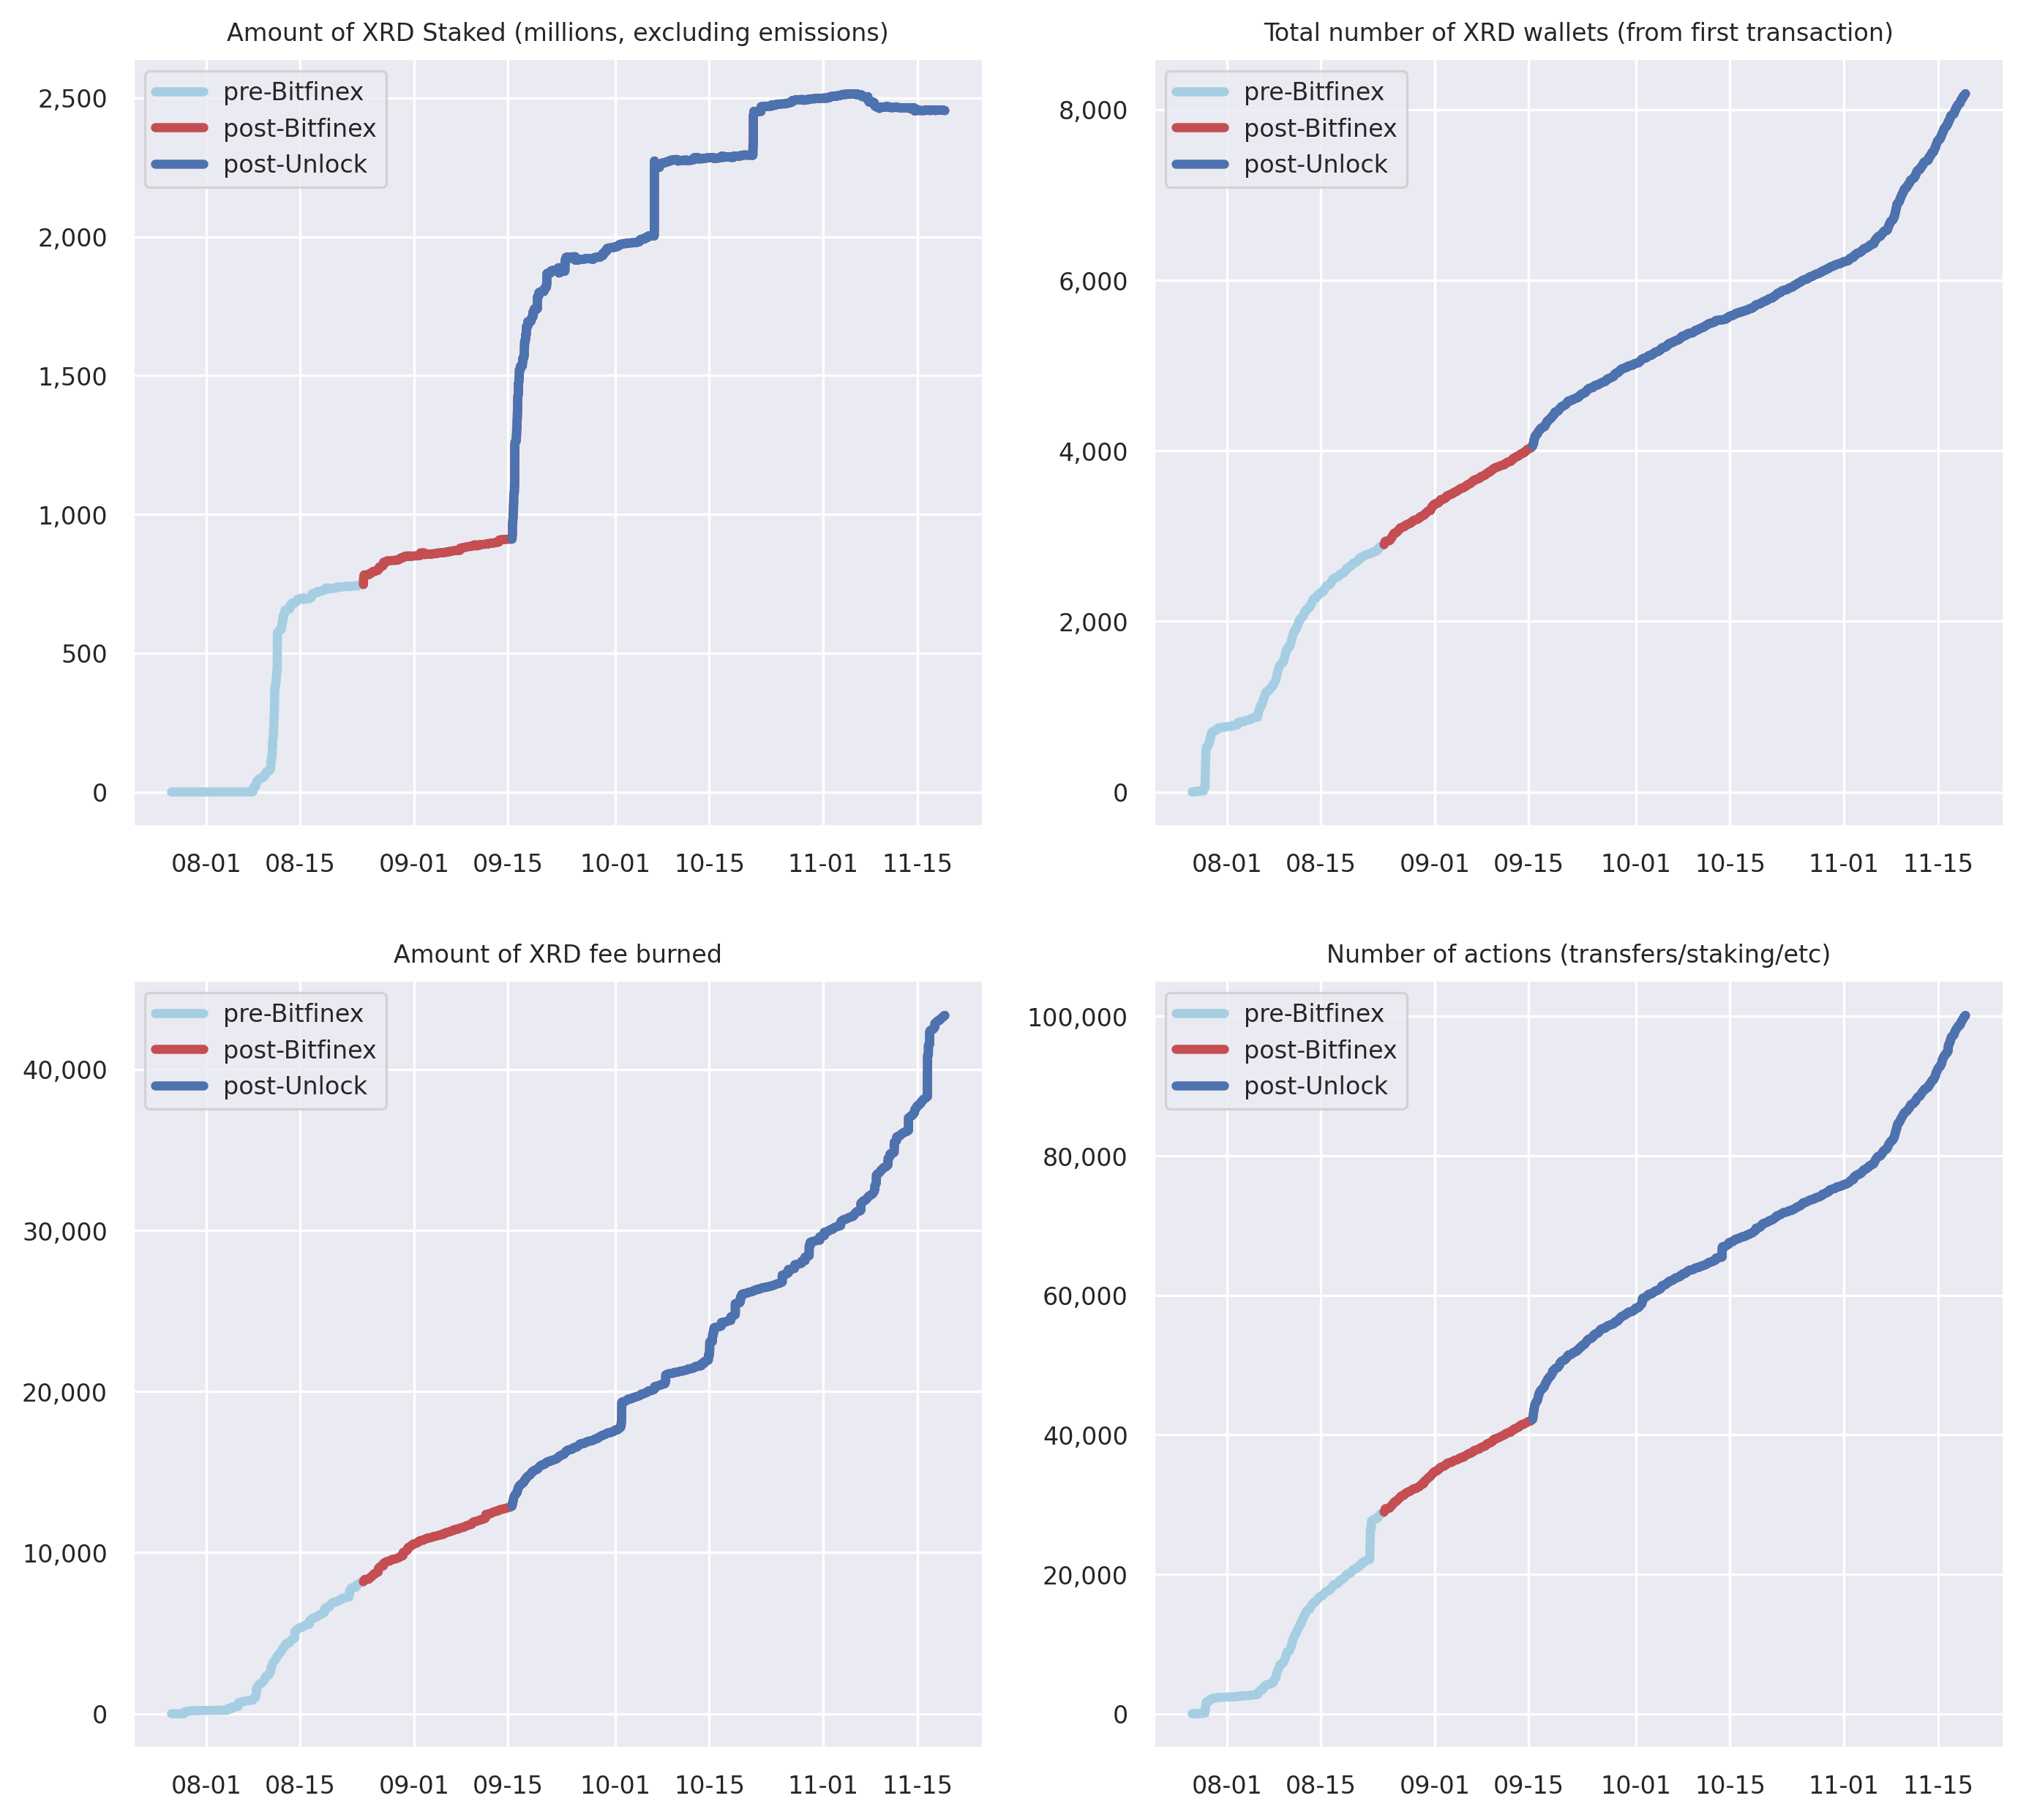 Amount of XRD Staked (millions, excluding emissions)
pre-Bitfinex
post-Bitfinex
post-Unlock
2,500
2,000
1,500
1,000
500
0
08-01 08-15 09-01 09-15 10-01 10-15 11-01 11-15
Total number of XRD wallets (from first transaction)
pre-Bitfinex
post-Bitfinex
post-Unlock
8,000
6,000
4,000
2,000
0
08-01 08-15 09-01 09-15 10-01 10-15 11-01 11-15
Amount of XRD fee burned
pre-Bitfinex
post-Bitfinex
post-Unlock
40,000
30,000
20,000
10,000
0
08-01 08-15 09-01 09-15 10-01 10-15 11-01 11-15
Number of actions (transfers/staking/etc)
pre-Bitfinex
post-Bitfinex
post-Unlock
100,000
80,000
60,000
40,000
20,000
0
08-01 08-15 09-01 09-15 10-01 10-15 11-01 11-15